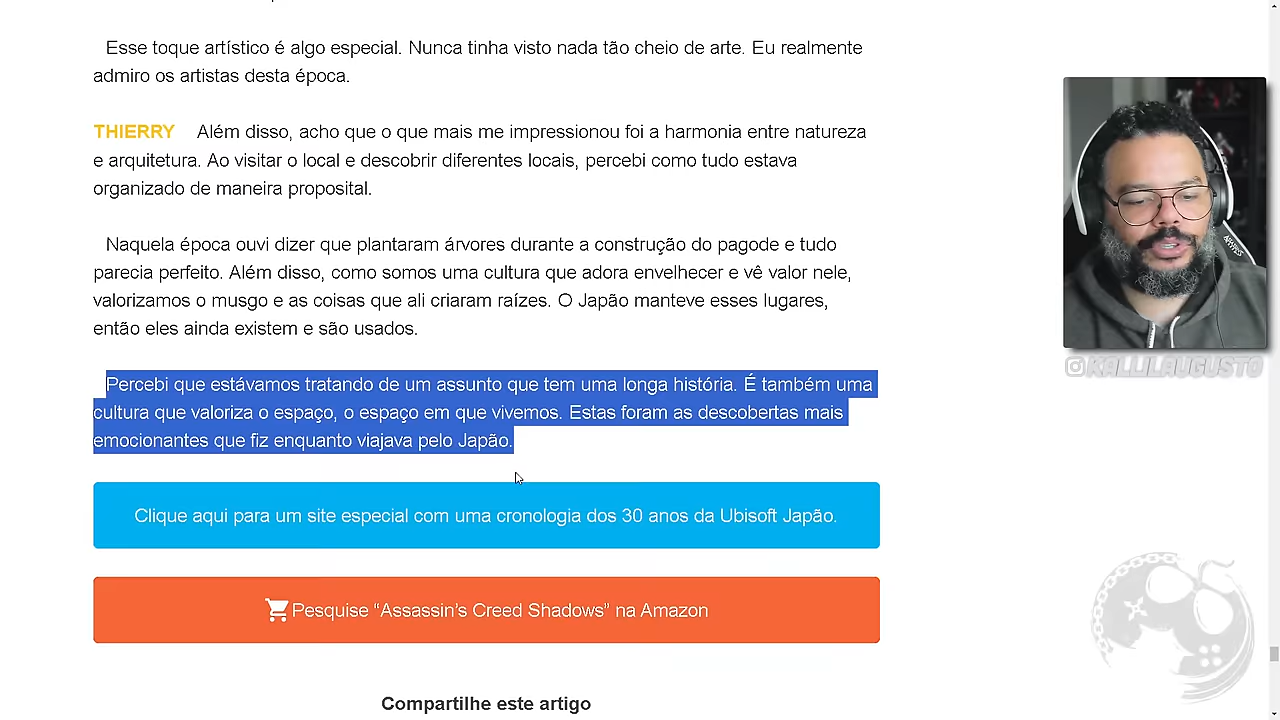 Esse toque artístico é algo especial. Nunca tinha visto nada tão cheio de arte. Eu realmente
admiro os artistas desta época.
THIERRY Além disso, acho que o que mais me impressionou foi a harmonia entre natureza
e arquitetura. Ao visitar o local e descobrir diferentes locais, percebi como tudo estava
organizado de maneira proposital.
Naquela época ouvi dizer que plantaram árvores durante a construção do pagode e tudo
parecia perfeito. Além disso, como somos uma cultura que adora envelhecer e vê valor nele,
valorizamos o musgo e as coisas que ali criaram raízes. O Japão manteve esses lugares,
então eles ainda existem e são usados.
Percebi que estávamos tratando de um assunto que tem uma longa história. É também uma
cultura que valoriza o espaço, o espaço em que vivemos. Estas foram as descobertas mais
emocionantes que fiz enquanto viajava pelo Japão.
Clique aqui para um site especial com uma cronologia dos 30 anos da Ubisoft Japão.
Pesquise “Assassin’s Creed Shadows” na Amazon
Compartilhe este artigo
KALLILAUGUSTO